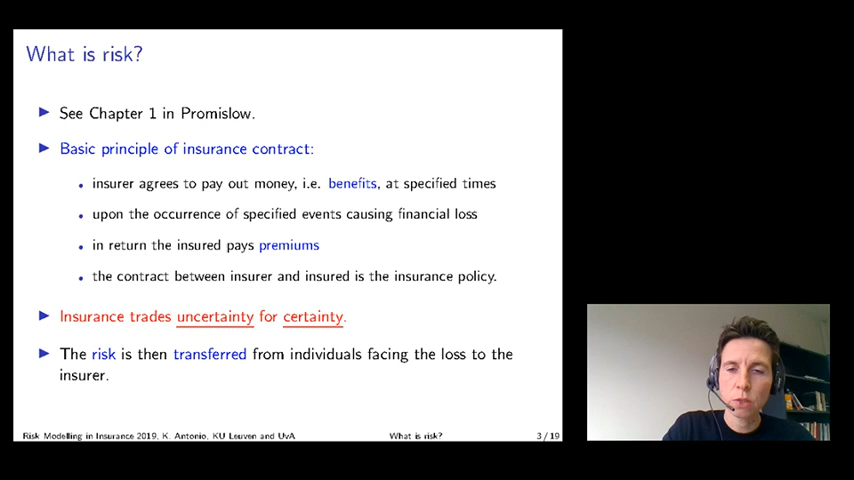 What is risk?
See Chapter 1 in Promislow.
Basic principle of insurance contract:
insurer agrees to pay out money, i.e. benefits, at specified times
upon the occurrence of specified events causing financial loss
in return the insured pays premiums
the contract between insurer and insured is the insurance policy.
Insurance trades uncertainty for certainty.
The risk is then transferred from individuals facing the loss to the
insurer.
Risk Modelling in Insurance 2019, K. Antonio, KU Leuven and UvA What is risk? 3 / 19